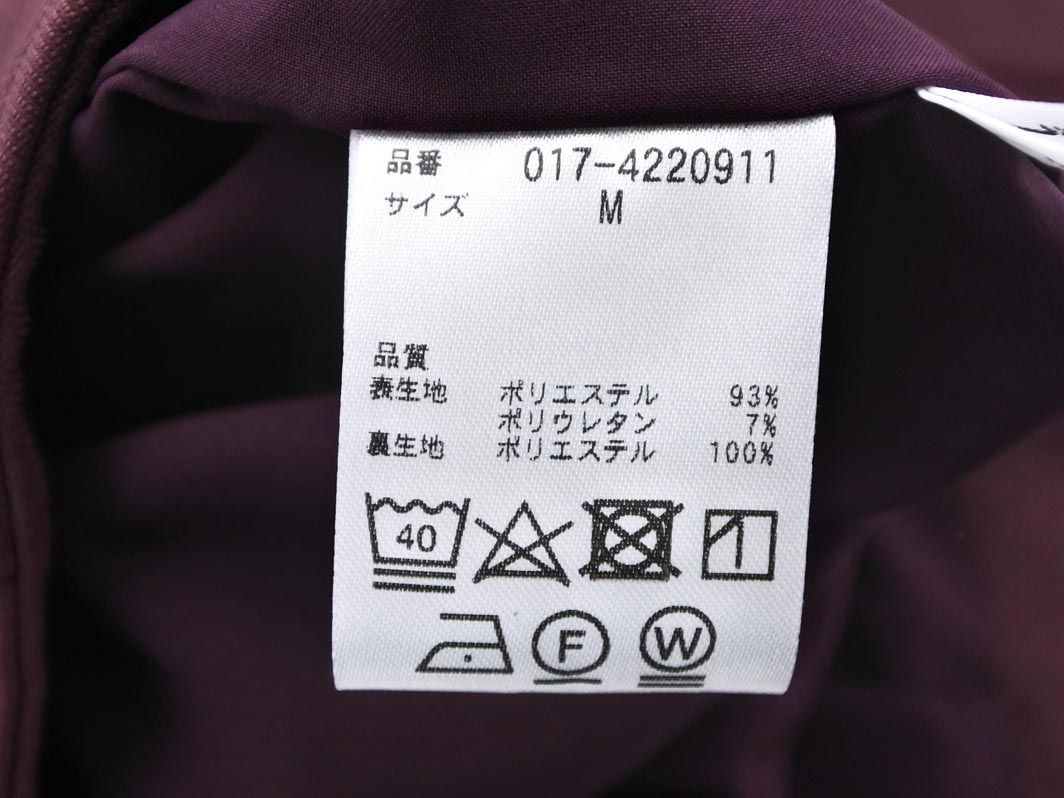 品番 017-4220911
サイズ M
品質
表生地 ポリエステル 93%
ポリウレタン 7%
裏生地 ポリエステル 100%
40
F W